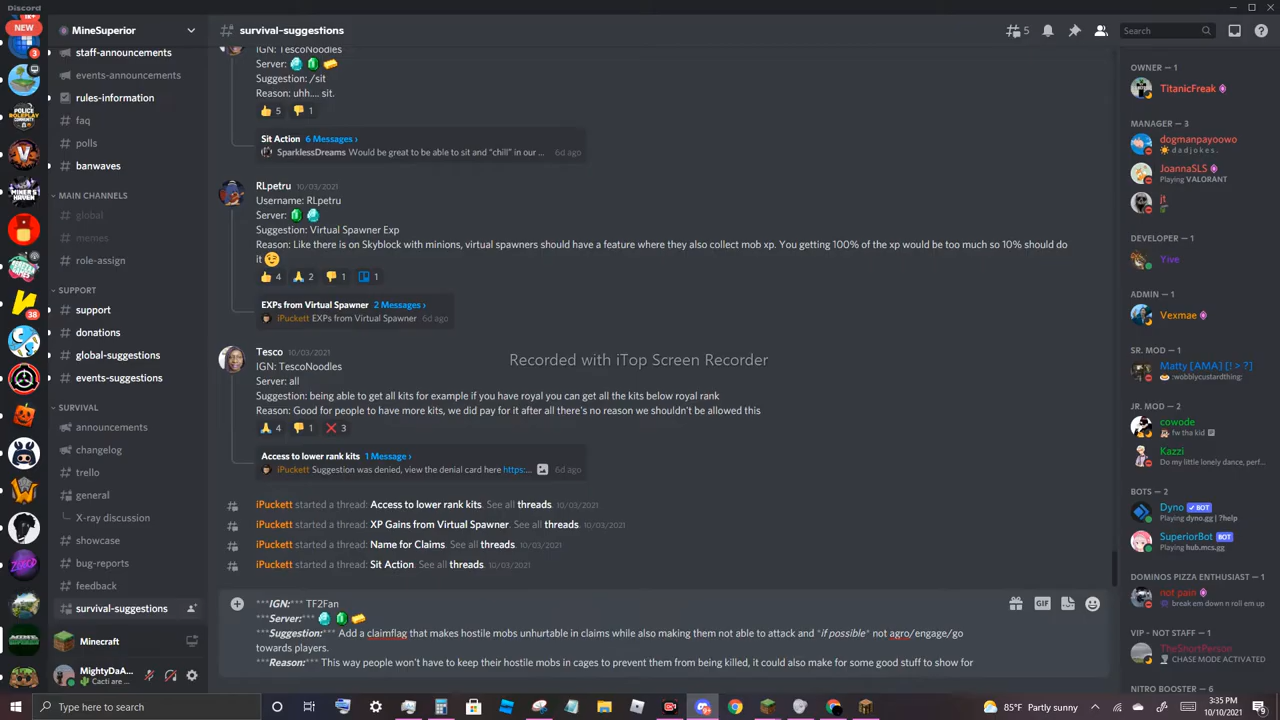 Discord
NEW
3
38
MineSuperior
staff-announcements
events-announcements
rules-information
faq
polls
banwaves
MAIN CHANNELS
global
memes
role-assign
SUPPORT
support
donations
global-suggestions
events-suggestions
SURVIVAL
announcements
changelog
trello
general
X-ray discussion
showcase
bug-reports
feedback
survival-suggestions
Minecraft
MightyDaA...
Cacti are ...
survival-suggestions
5
Search
IGN: TescoNoodles
Server:
Suggestion: /sit
Reason: uhh.... sit.
5 1
Sit Action 6 Messages ›
SparklessDreams Would be great to be able to sit and "chill" in our ... 6d ago
RLpetru 10/03/2021
Username: RLpetru
Server:
Suggestion: Virtual Spawner Exp
Reason: Like there is on Skyblock with minions, virtual spawners should have a feature where they also collect mob xp. You getting 100% of the xp would be too much so 10% should do
it
4 2 1 1
EXPs from Virtual Spawner 2 Messages ›
iPuckett EXPs from Virtual Spawner 6d ago
Tesco 10/03/2021
IGN: TescoNoodles
Server: all
Suggestion: being able to get all kits for example if you have royal you can get all the kits below royal rank
Reason: Good for people to have more kits, we did pay for it after all there's no reason we shouldn't be allowed this
4 1 3
Access to lower rank kits 1 Message ›
iPuckett Suggestion was denied, view the denial card here https:... 6d ago
iPuckett started a thread: Access to lower rank kits. See all threads. 10/03/2021
iPuckett started a thread: XP Gains from Virtual Spawner. See all threads. 10/03/2021
iPuckett started a thread: Name for Claims. See all threads. 10/03/2021
iPuckett started a thread: Sit Action. See all threads. 10/03/2021
***IGN:*** TF2Fan
***Server:***
***Suggestion:*** Add a claimflag that makes hostile mobs unhurtable in claims while also making them not able to attack and *if possible* not agro/engage/go
towards players.
***Reason:*** This way people won't have to keep their hostile mobs in cages to prevent them from being killed, it could also make for some good stuff to show for
GIF
Recorded with iTop Screen Recorder
OWNER — 1
TitanicFreak
MANAGER — 3
dogmanpayoowo
d a d j o k e s .
JoannaSLS
Playing VALORANT
jt
DEVELOPER — 1
Yive
ADMIN — 1
Vexmae
SR. MOD — 1
Matty [AMA] [! > ?]
:wobblycustardthing:
JR. MOD — 2
cowode
fw tha kid
Kazzi
Do my little lonely dance, perf...
BOTS — 2
Dyno ✓ BOT
Playing dyno.gg | ?help
SuperiorBot BOT
Playing hub.mcs.gg
DOMINOS PIZZA ENTHUSIAST — 1
not pain
break em down n roll em up
VIP - NOT STAFF — 1
TheShortPerson
CHASE MODE ACTIVATED
NITRO BOOSTER — 6
Type here to search
85°F Partly sunny
3:35 PM
10/10/2021